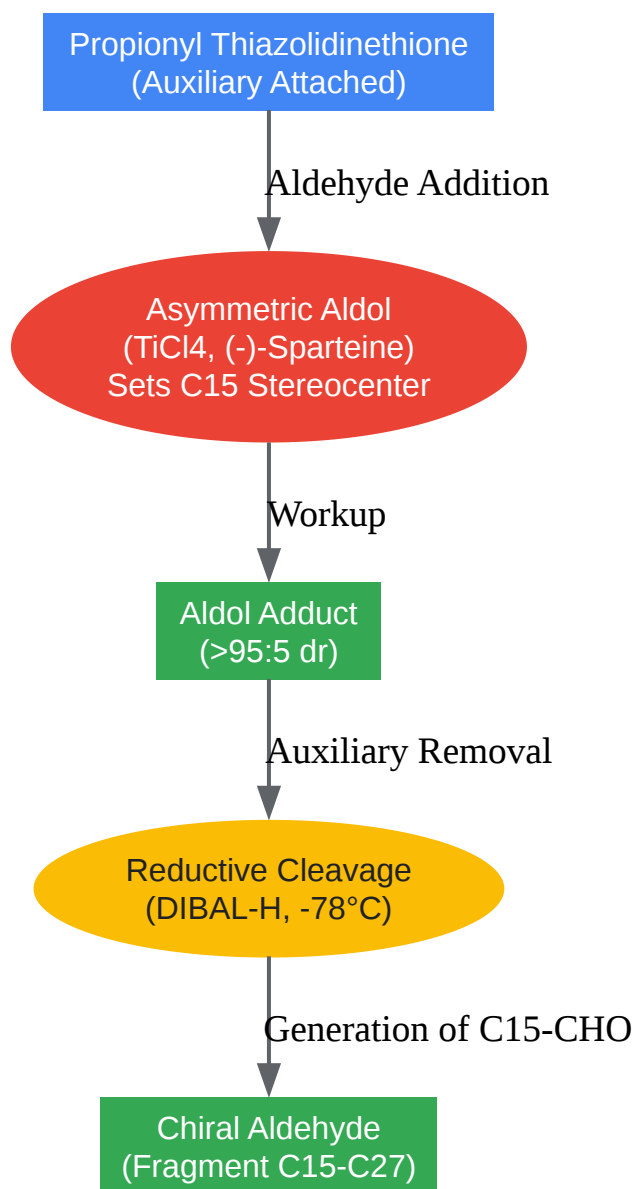 Propionyl Thiazolidinethione
(Auxiliary Attached)
Aldehyde Addition
Asymmetric Aldol
(TiCl4, (-)-Sparteine)
Sets C15 Stereocenter
Workup
Aldol Adduct
(>95:5 dr)
Auxiliary Removal
Reductive Cleavage
(DIBAL-H, -78°C)
Generation of C15-CHO
Chiral Aldehyde
(Fragment C15-C27)